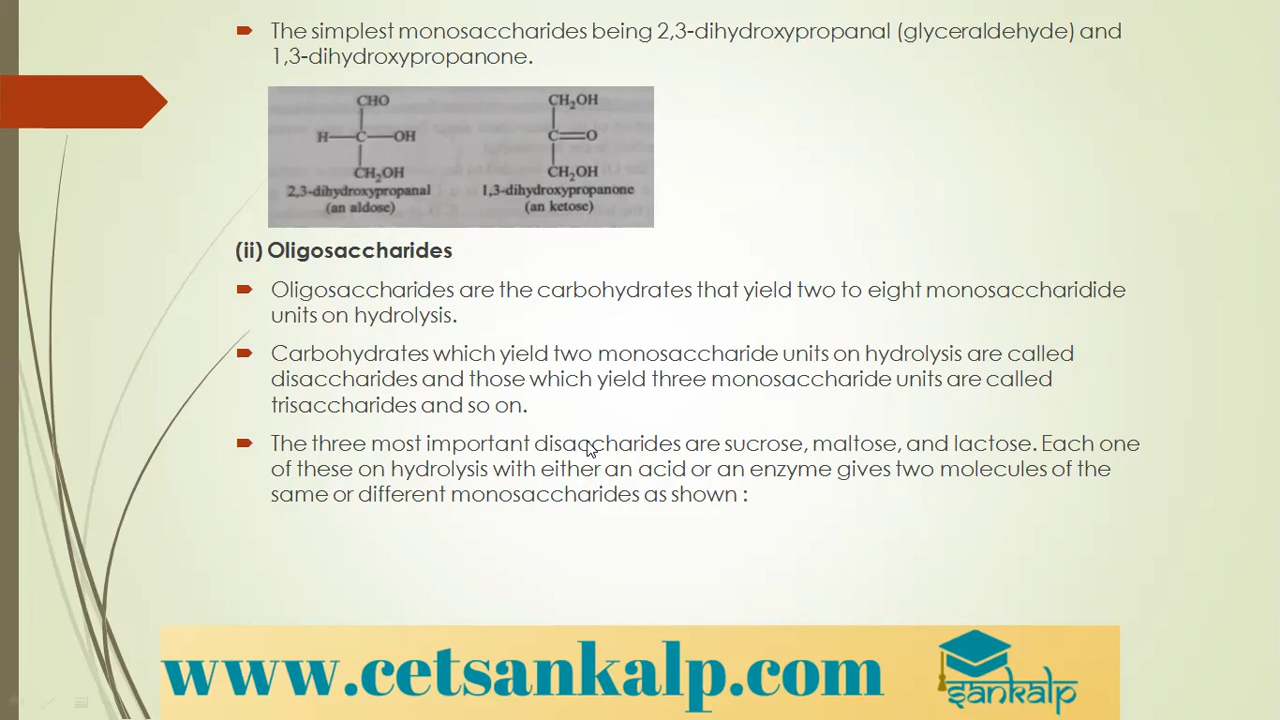 The simplest monosaccharides being 2,3-dihydroxypropanal (glyceraldehyde) and
1,3-dihydroxypropanone.
CHO
H—C—OH
CH₂OH
2,3-dihydroxypropanal
(an aldose)
CH₂OH
C=O
CH₂OH
1,3-dihydroxypropanone
(an ketose)
(ii) Oligosaccharides
Oligosaccharides are the carbohydrates that yield two to eight monosaccharidide
units on hydrolysis.
Carbohydrates which yield two monosaccharide units on hydrolysis are called
disaccharides and those which yield three monosaccharide units are called
trisaccharides and so on.
The three most important disaccharides are sucrose, maltose, and lactose. Each one
of these on hydrolysis with either an acid or an enzyme gives two molecules of the
same or different monosaccharides as shown :
www.cetsankalp.com
sankalp